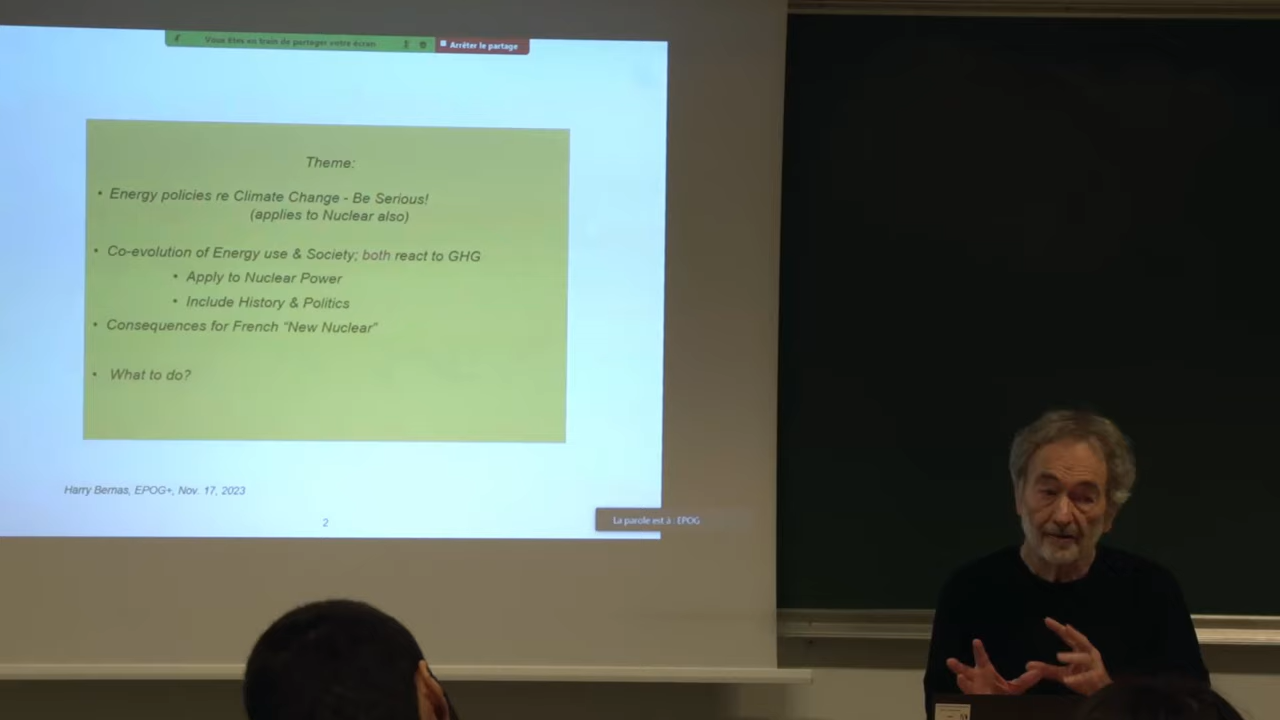 Vous êtes en train de partager votre écran
Arrêter le partage
Theme:
• Energy policies re Climate Change - Be Serious!
(applies to Nuclear also)
• Co-evolution of Energy use & Society; both react to GHG
• Apply to Nuclear Power
• Include History & Politics
• Consequences for French “New Nuclear”
• What to do?
Harry Bernas, EPOG+, Nov. 17, 2023
2
La parole est à : EPOG